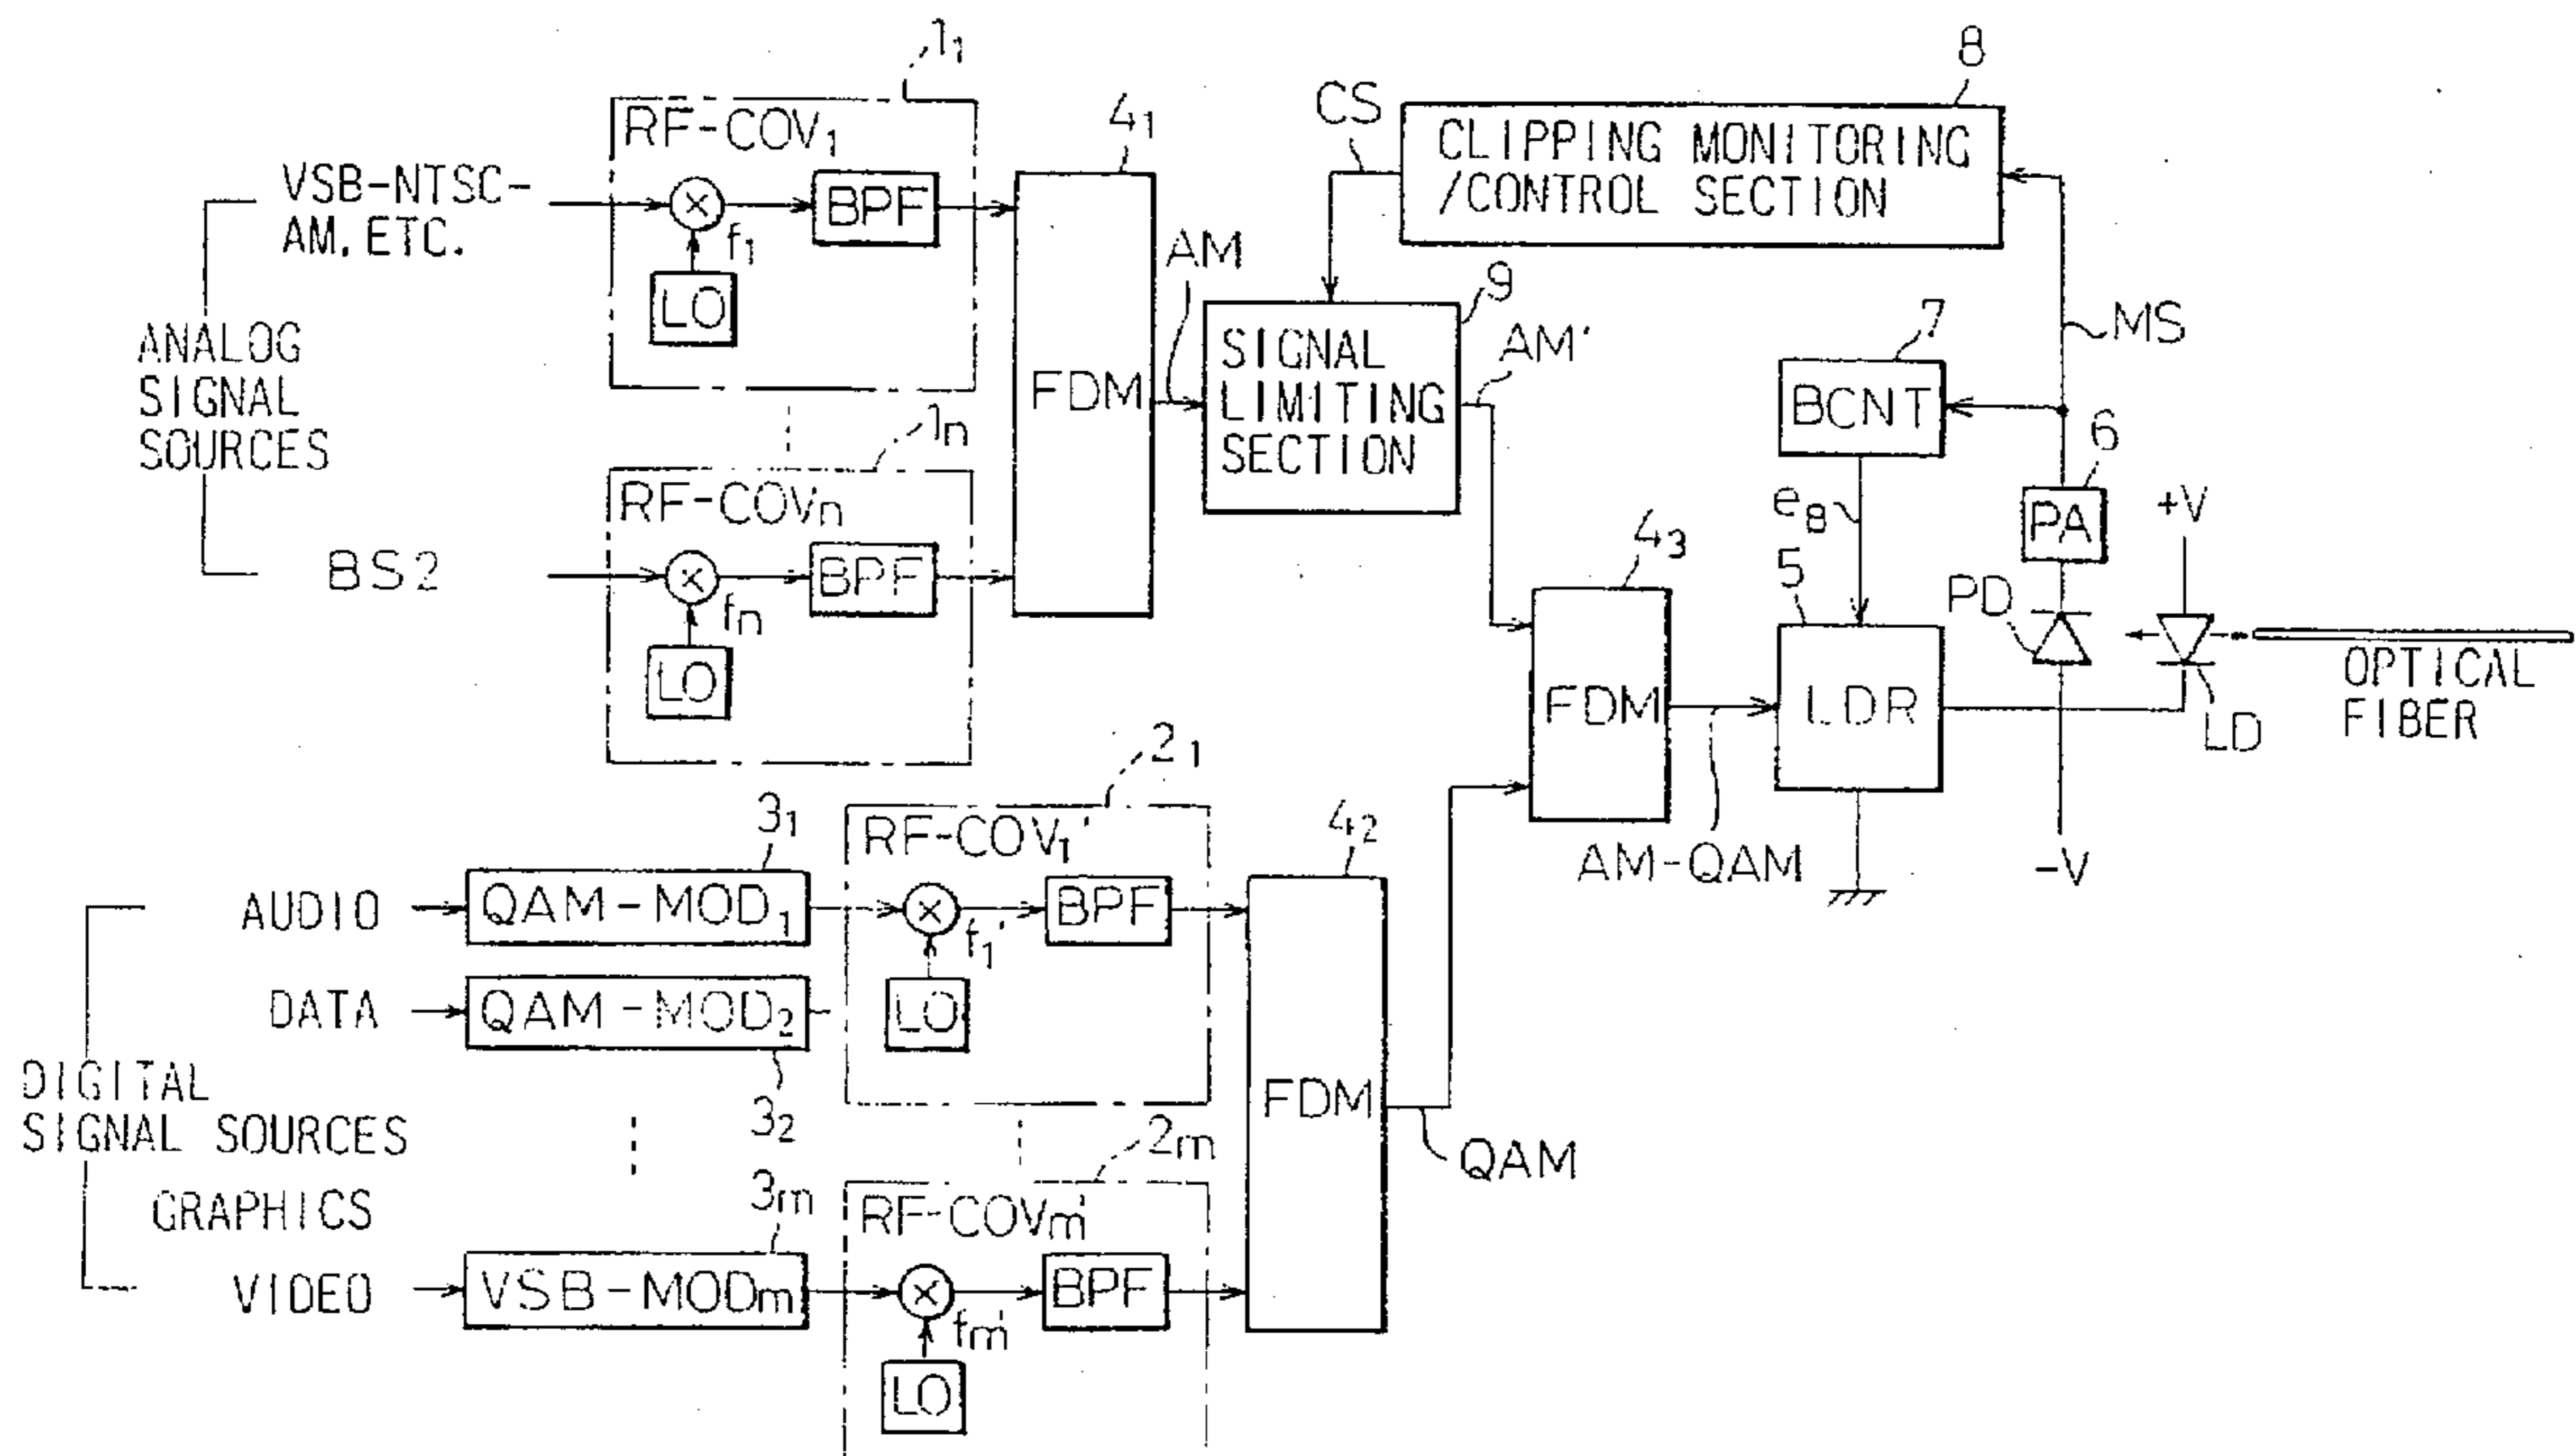 1₁
RF-COV₁
VSB-NTSC-
AM. ETC.
BPF
f₁
LO
4₁
FDM
AM
CS
8
CLIPPING MONITORING
/CONTROL SECTION
9
SIGNAL
LIMITING
SECTION
AM'
MS
7
BCNT
6
PA
e₈
+V
ANALOG
SIGNAL
SOURCES
1n
RF-COVn
BS2
BPF
fn
LO
4₃
FDM
5
LDR
PD
LD
OPTICAL
FIBER
AM-QAM
-V
2₁
RF-COV₁'
3₁
AUDIO
QAM-MOD₁
BPF
f₁'
LO
DATA
QAM-MOD₂
3₂
4₂
FDM
QAM
DIGITAL
SIGNAL SOURCES
2m
RF-COVm'
GRAPHICS
3m
VIDEO
VSB-MODm
BPF
fm'
LO